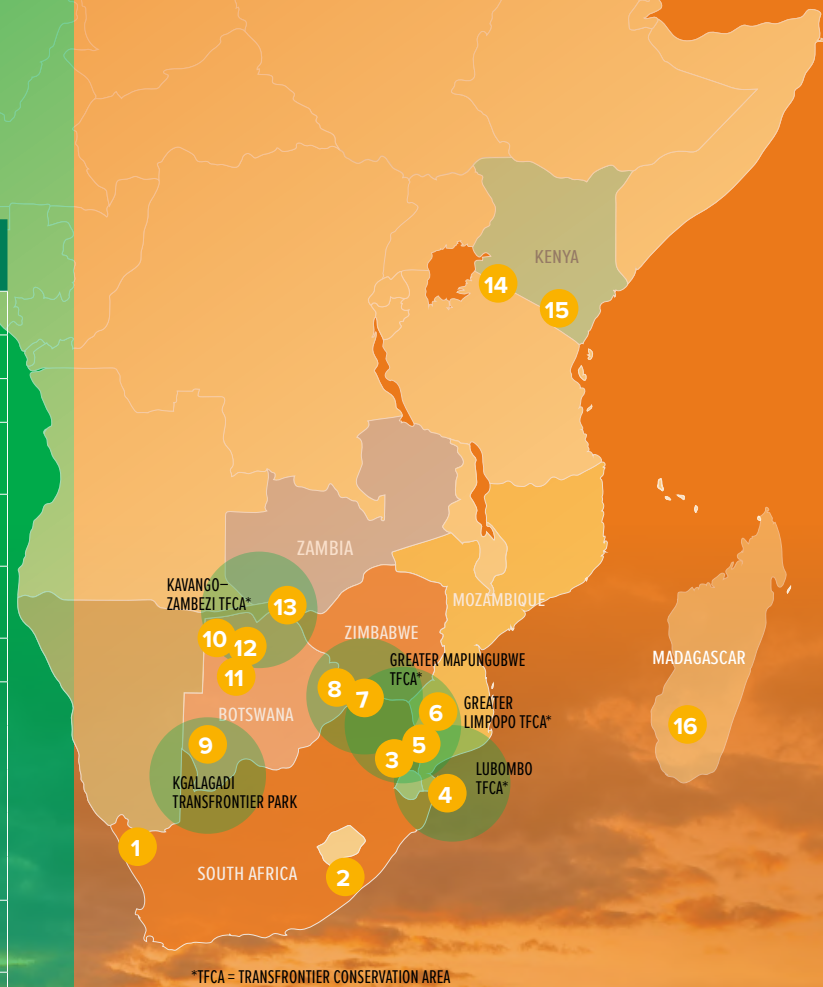 KENYA
14
15
ZAMBIA
KAVANGO–
ZAMBEZI TFCA*
13
MOZAMBIQUE
10
12
ZIMBABWE
11
GREATER MAPUNGUBWE
TFCA*
MADAGASCAR
8
7
6
GREATER
LIMPOPO TFCA*
BOTSWANA
16
9
5
3
KGALAGADI
TRANSFRONTIER PARK
LUBOMBO
TFCA*
4
1
SOUTH AFRICA
2
*TFCA = TRANSFRONTIER CONSERVATION AREA